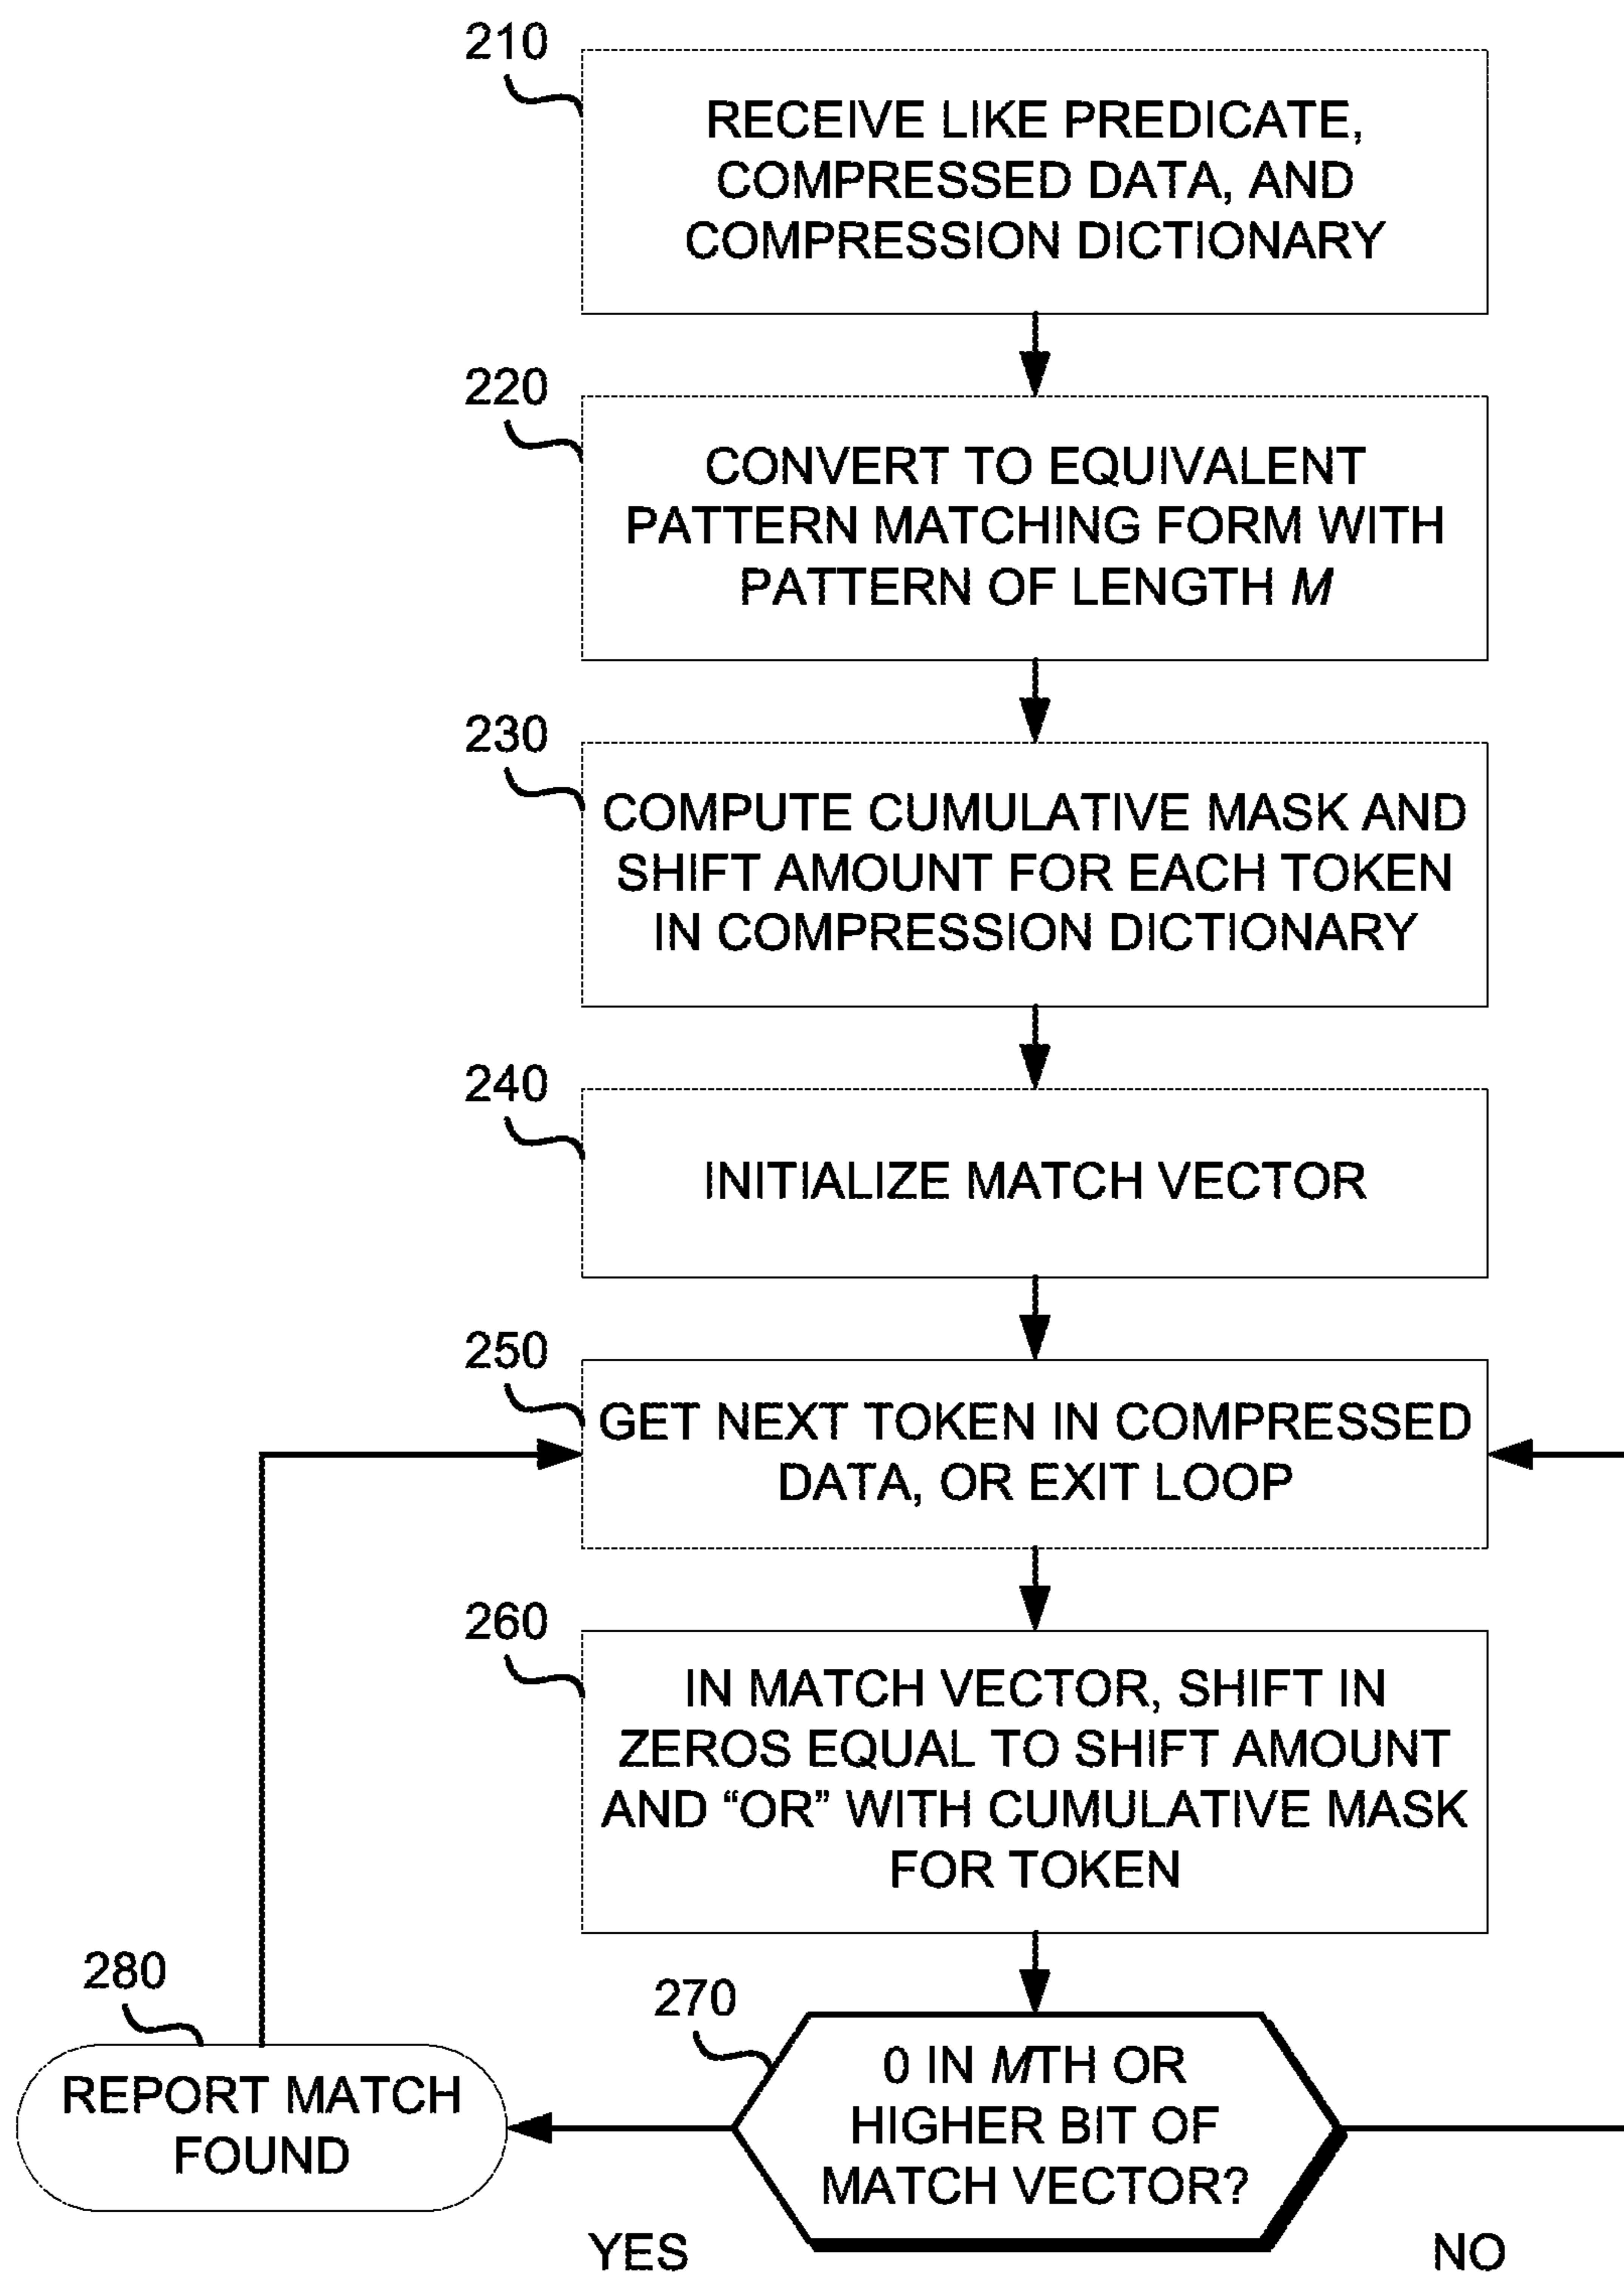 210
RECEIVE LIKE PREDICATE,
COMPRESSED DATA, AND
COMPRESSION DICTIONARY
220
CONVERT TO EQUIVALENT
PATTERN MATCHING FORM WITH
PATTERN OF LENGTH M
230
COMPUTE CUMULATIVE MASK AND
SHIFT AMOUNT FOR EACH TOKEN
IN COMPRESSION DICTIONARY
240
INITIALIZE MATCH VECTOR
250
GET NEXT TOKEN IN COMPRESSED
DATA, OR EXIT LOOP
260
IN MATCH VECTOR, SHIFT IN
ZEROS EQUAL TO SHIFT AMOUNT
AND “OR” WITH CUMULATIVE MASK
FOR TOKEN
270
0 IN MTH OR
HIGHER BIT OF
MATCH VECTOR?
280
REPORT MATCH
FOUND
YES
NO